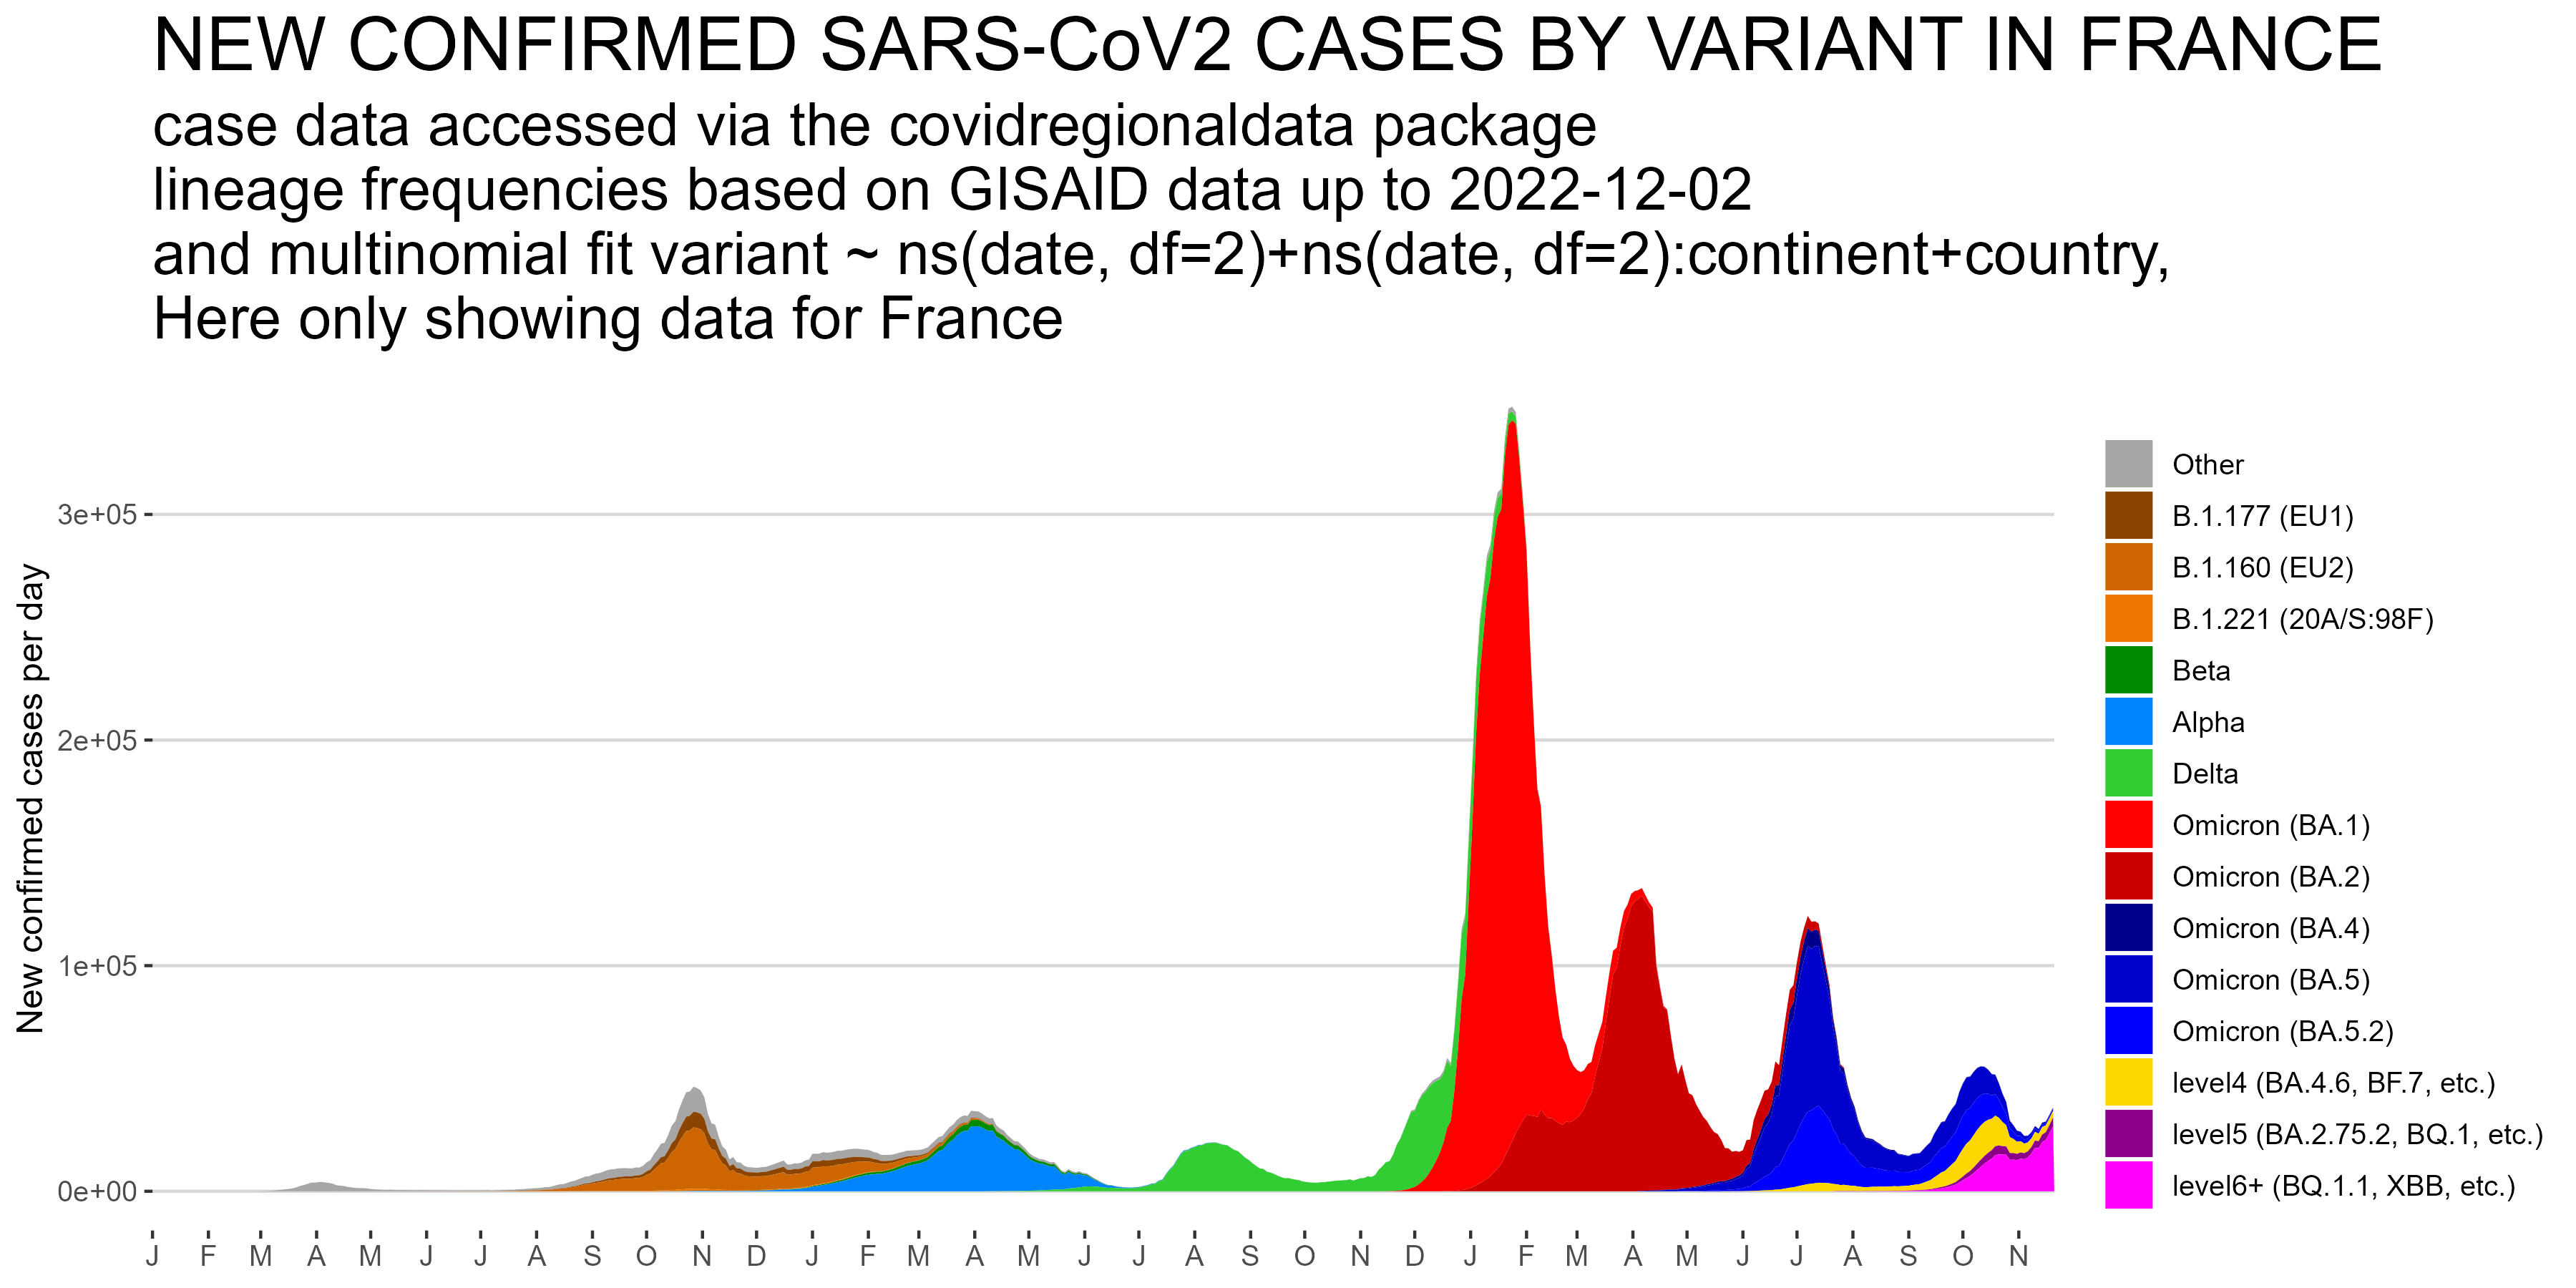 NEW CONFIRMED SARS-CoV2 CASES BY VARIANT IN FRANCE
case data accessed via the covidregionaldata package
lineage frequencies based on GISAID data up to 2022-12-02
and multinomial fit variant ~ ns(date, df=2)+ns(date, df=2):continent+country,
Here only showing data for France
New confirmed cases per day
3e+05
2e+05
1e+05
0e+00
J F M A M J J A S O N D J F M A M J J A S O N D J F M A M J J A S O N
Other
B.1.177 (EU1)
B.1.160 (EU2)
B.1.221 (20A/S:98F)
Beta
Alpha
Delta
Omicron (BA.1)
Omicron (BA.2)
Omicron (BA.4)
Omicron (BA.5)
Omicron (BA.5.2)
level4 (BA.4.6, BF.7, etc.)
level5 (BA.2.75.2, BQ.1, etc.)
level6+ (BQ.1.1, XBB, etc.)